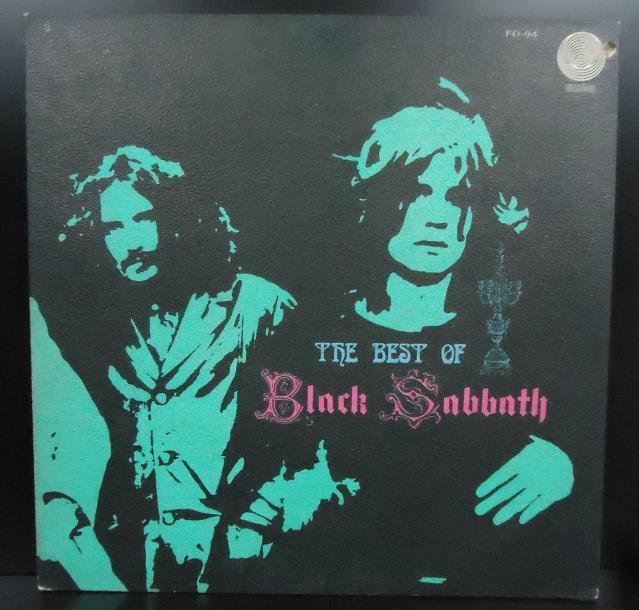 FD-94
THE BEST OF
Black Sabbath